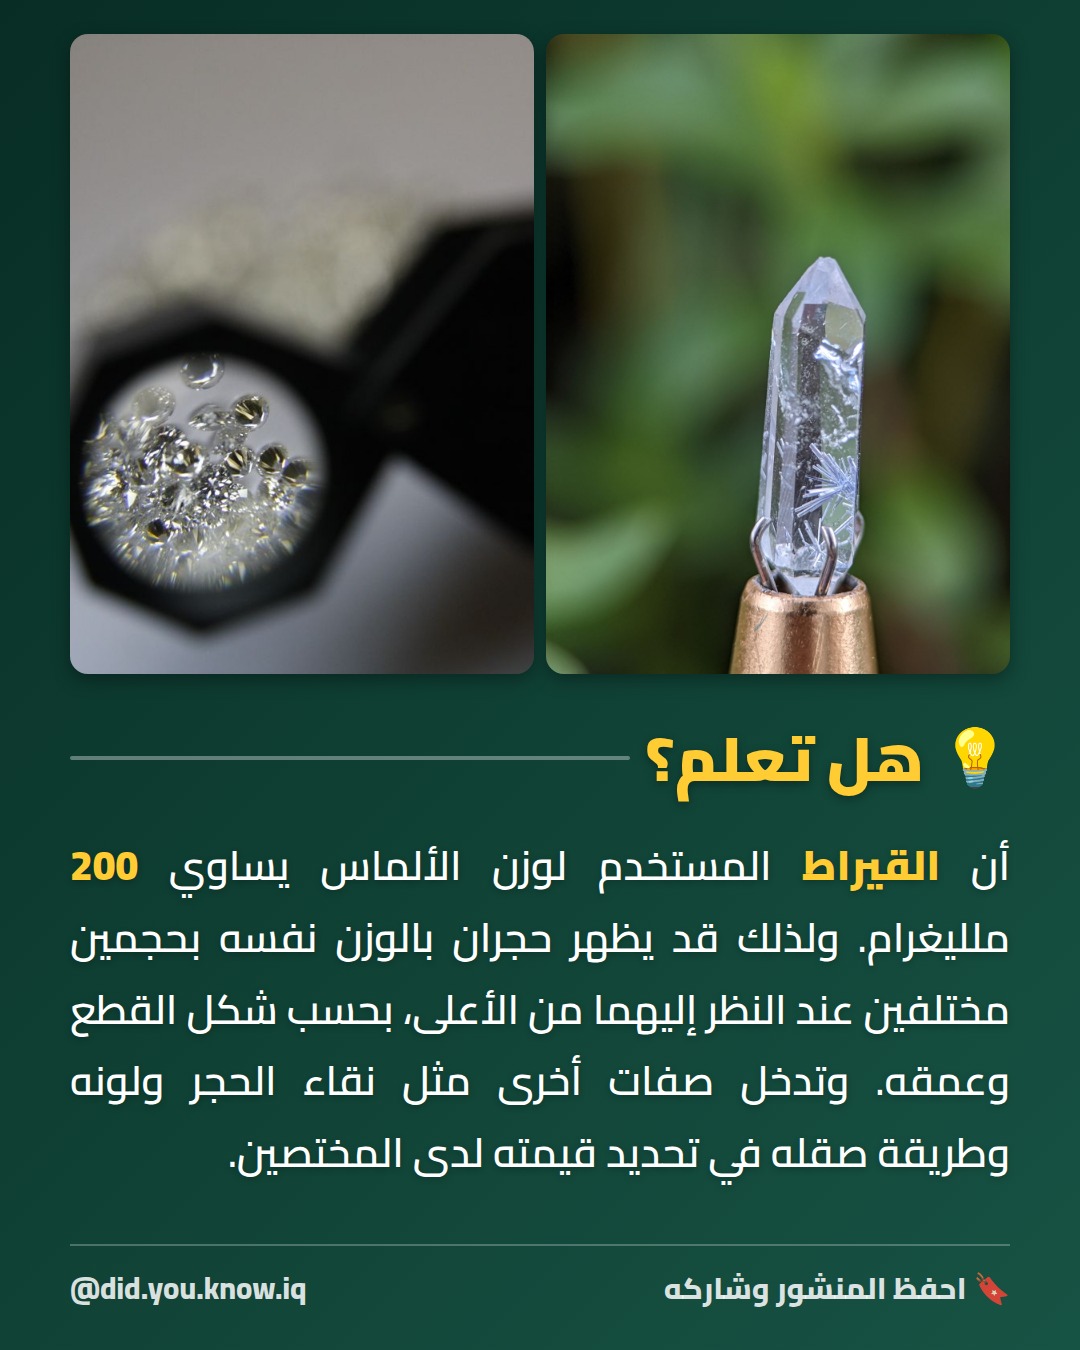 هل تعلم؟
أن القيراط المستخدم لوزن الألماس يساوي 200
ملليغرام. ولذلك قد يظهر حجران بالوزن نفسه بحجمين
مختلفين عند النظر إليهما من الأعلى، بحسب شكل القطع
وعمقه. وتدخل صفات أخرى مثل نقاء الحجر ولونه
وطريقة صقله في تحديد قيمته لدى المختصين.
احفظ المنشور وشاركه
@did.you.know.iq